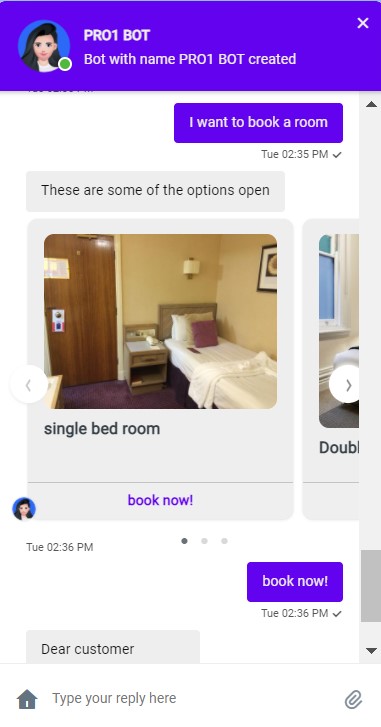 PRO1 BOT
Bot with name PRO1 BOT created
I want to book a room
Tue 02:35 PM
These are some of the options open
single bed room
book now!
Tue 02:36 PM
book now!
Tue 02:36 PM
Dear customer
Type your reply here